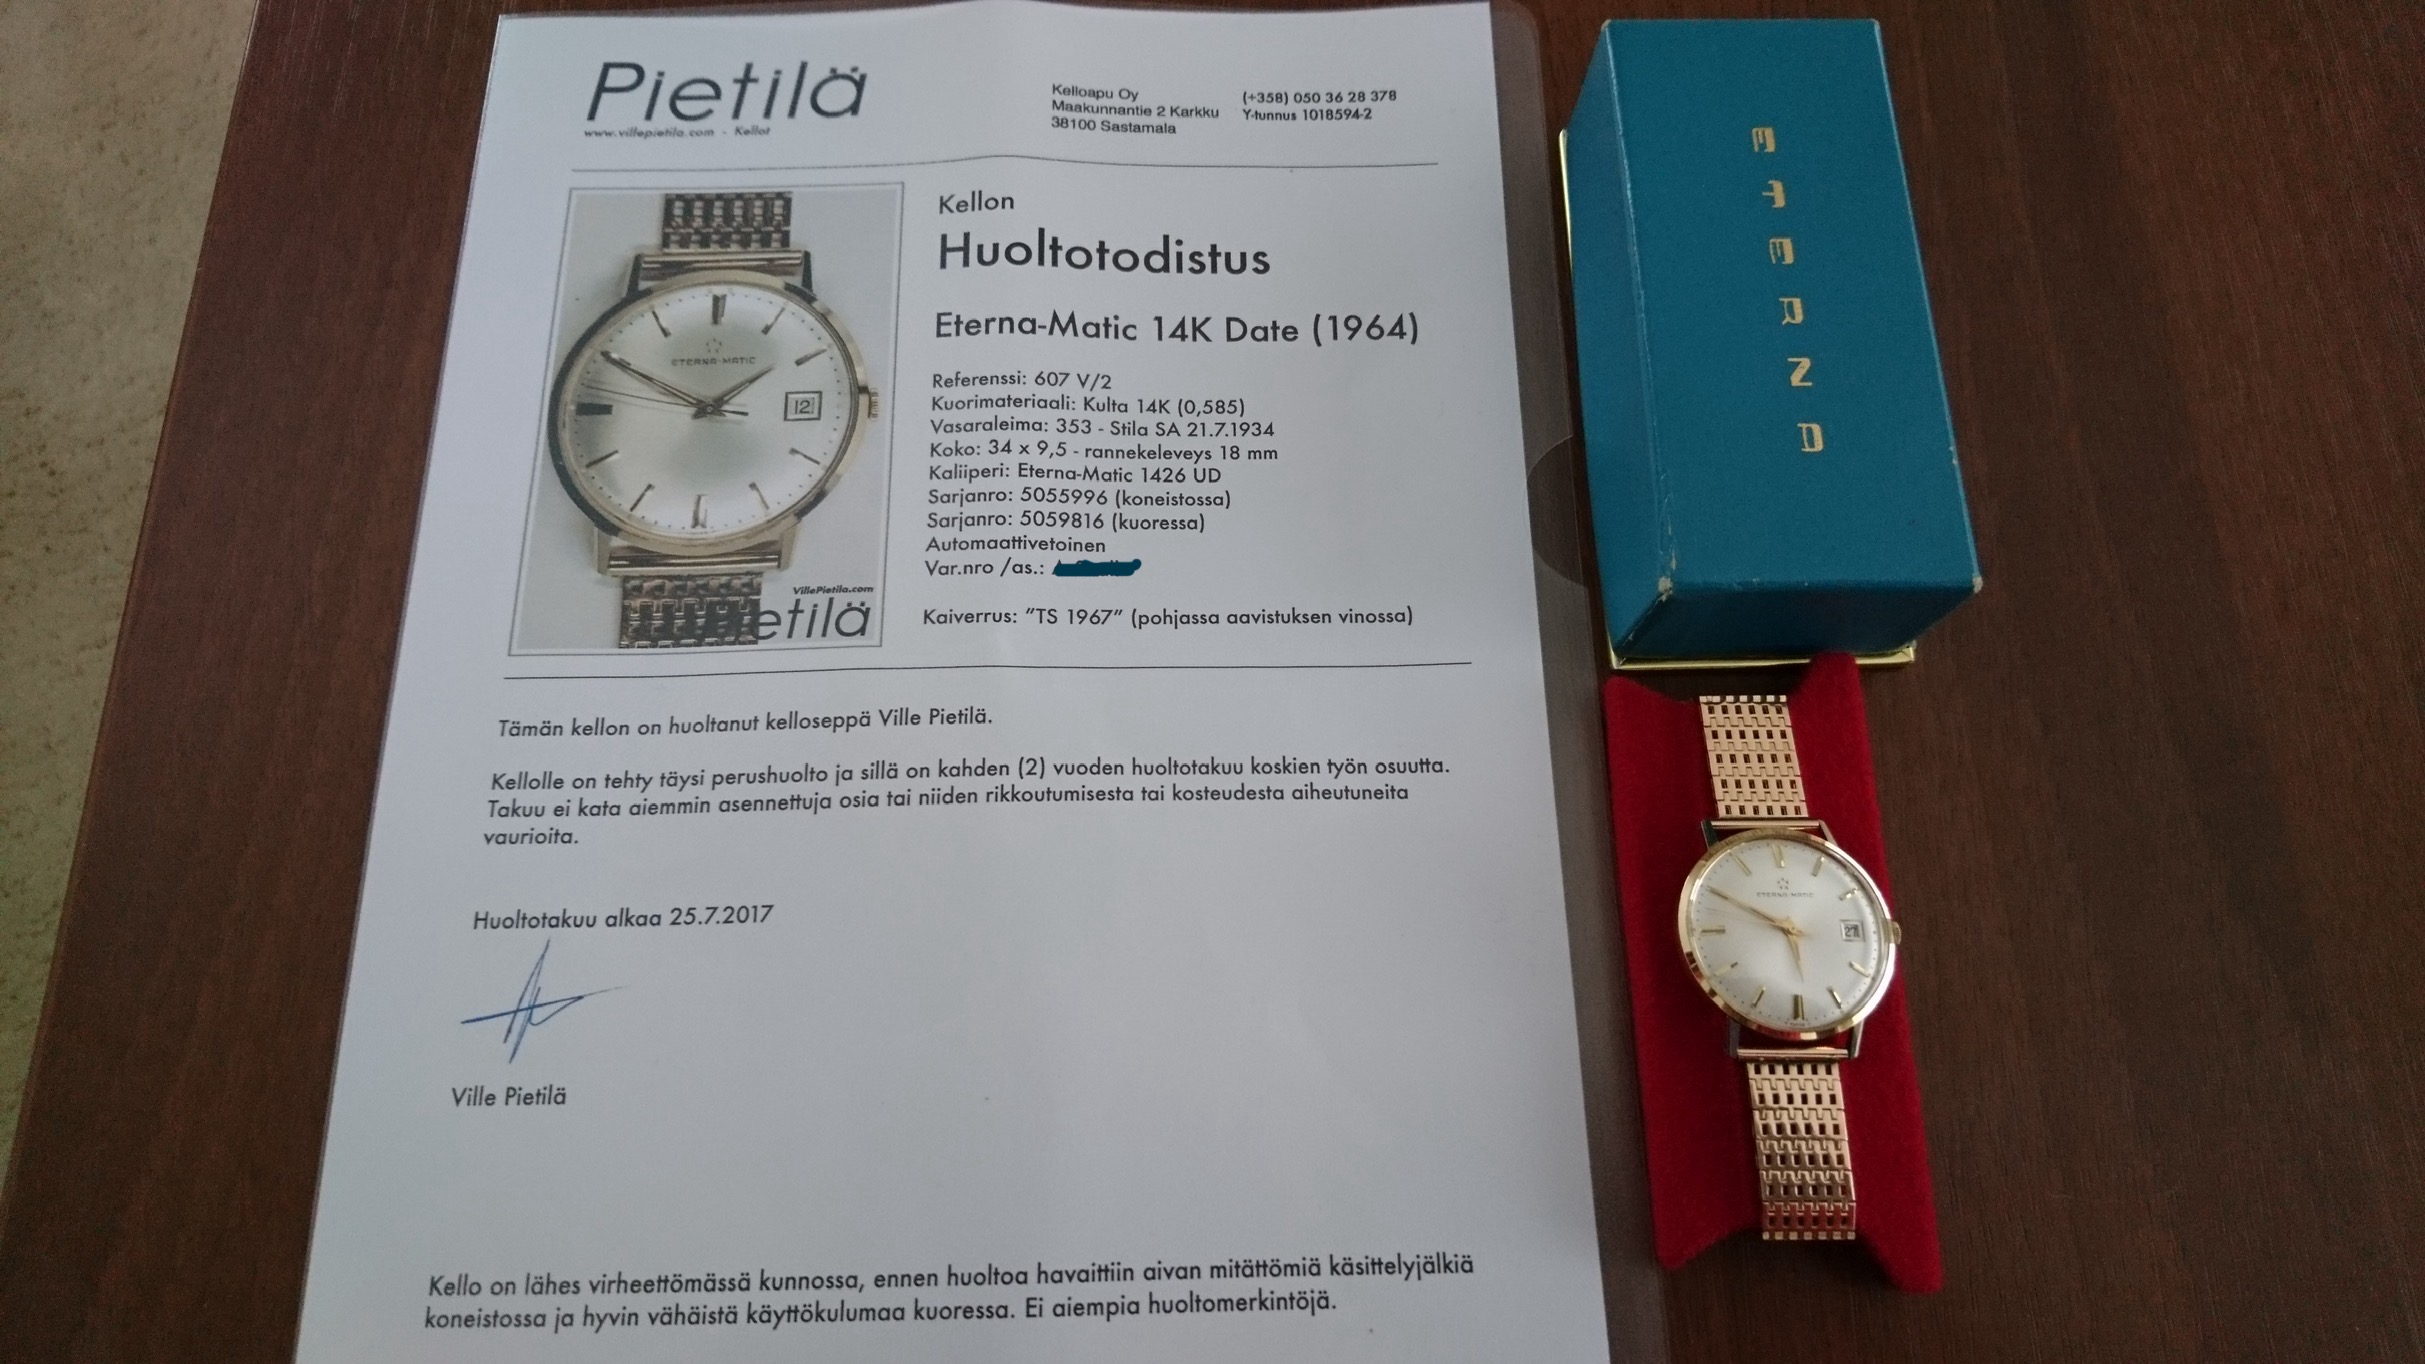 Pietilä
www.villepietila.com - Kellot
Kelloapu Oy
Maakunnantie 2 Karkku
38100 Sastamala
(+358) 050 36 28 378
Y-tunnus 1018594-2
ETERNA·MATIC
12
VillePietila.com
etilä
Kellon
Huoltotodistus
Eterna-Matic 14K Date (1964)
Referenssi: 607 V/2
Kuorimateriaali: Kulta 14K (0,585)
Vasaraleima: 353 - Stila SA 21.7.1934
Koko: 34 x 9,5 - rannekeleveys 18 mm
Kaliiperi: Eterna-Matic 1426 UD
Sarjanro: 5055996 (koneistossa)
Sarjanro: 5059816 (kuoressa)
Automaattivetoinen
Var.nro /as.:
Kaiverrus: "TS 1967" (pohjassa aavistuksen vinossa)
Tämän kellon on huoltanut kelloseppä Ville Pietilä.
Kellolle on tehty täysi perushuolto ja sillä on kahden (2) vuoden huoltotakuu koskien työn osuutta.
Takuu ei kata aiemmin asennettuja osia tai niiden rikkoutumisesta tai kosteudesta aiheutuneita
vaurioita.
Huoltotakuu alkaa 25.7.2017
Ville Pietilä
Kello on lähes virheettömässä kunnossa, ennen huoltoa havaittiin aivan mitättömiä käsittelyjälkiä
koneistossa ja hyvin vähäistä käyttökulumaa kuoressa. Ei aiempia huoltomerkintöjä.
ETERNA
ETERNA·MATIC
27